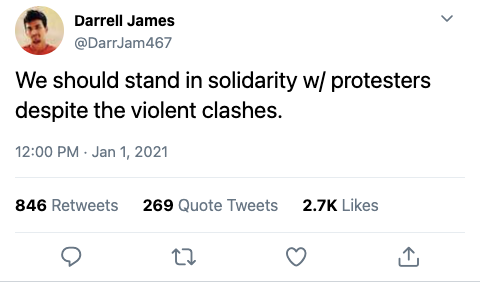 Darrell James
@DarrJam467
We should stand in solidarity w/ protesters
despite the violent clashes.
12:00 PM · Jan 1, 2021
846 Retweets 269 Quote Tweets 2.7K Likes